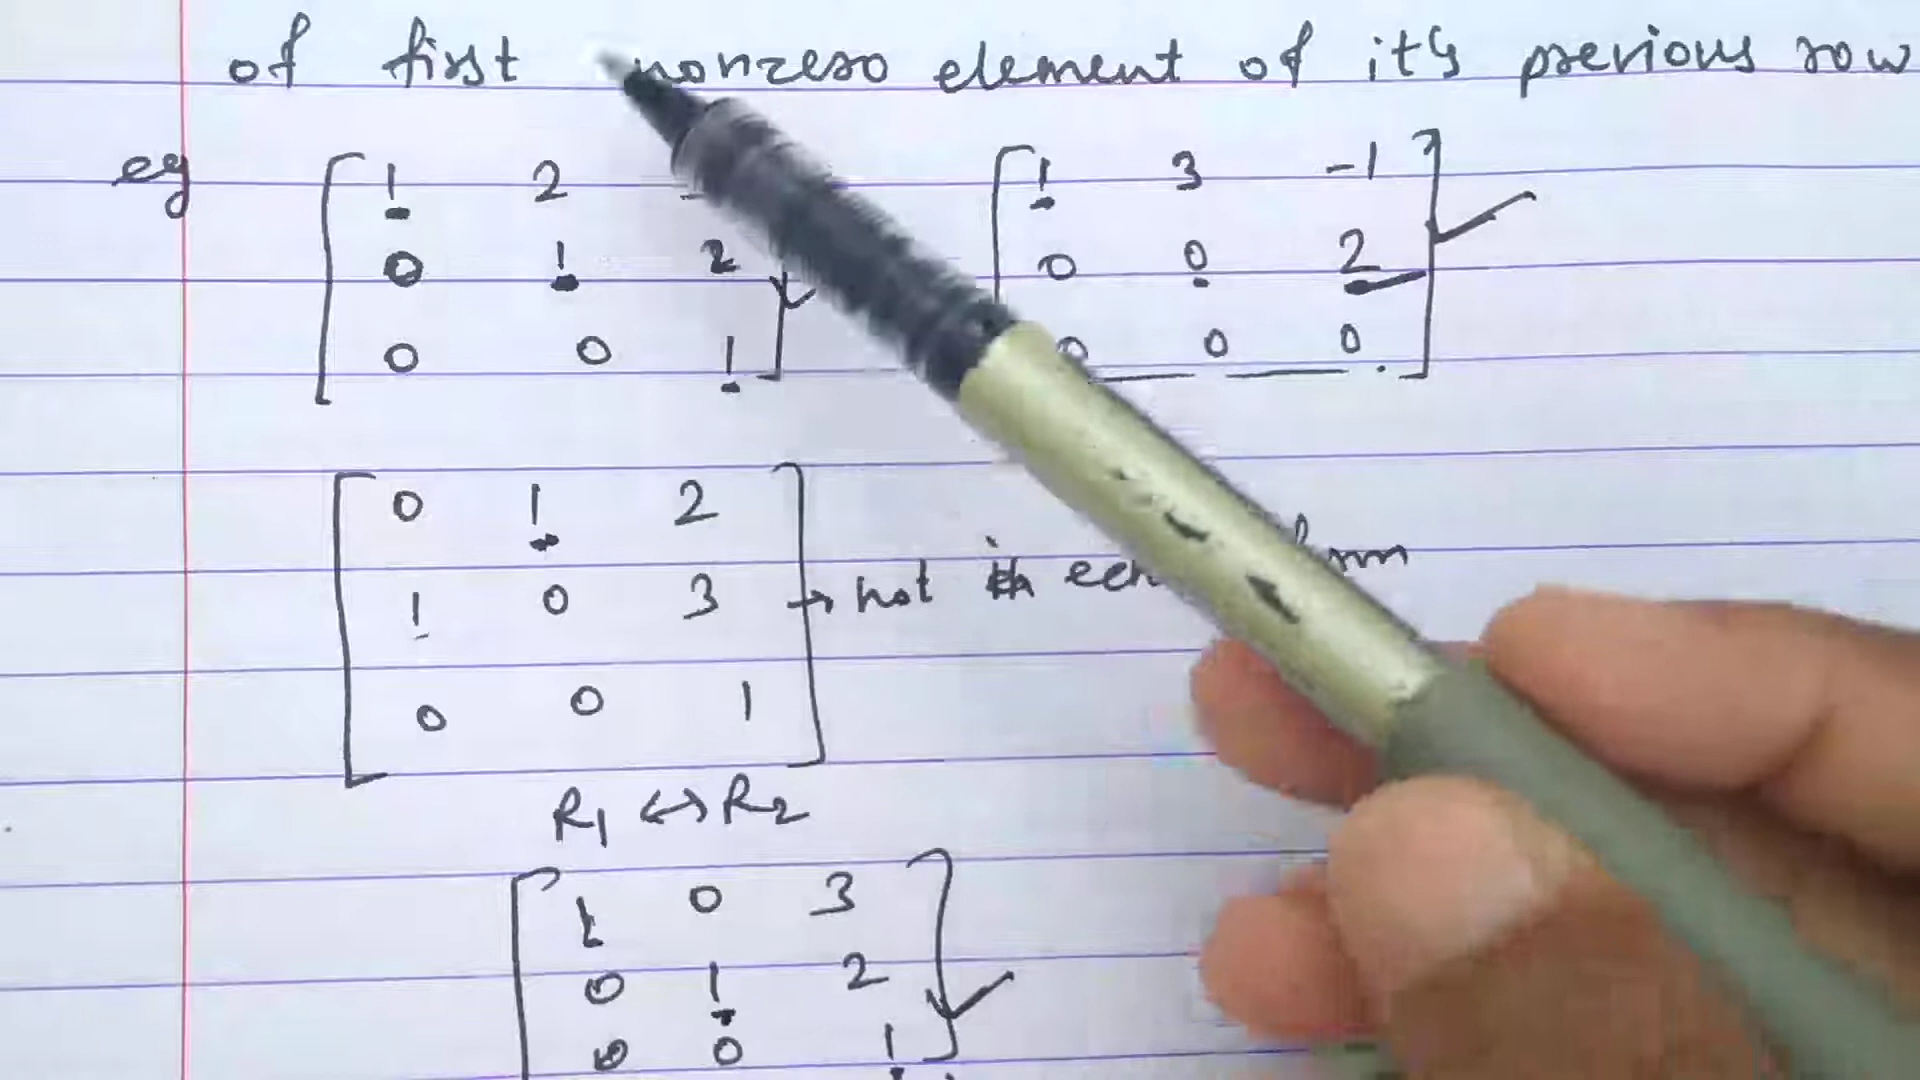 of first nonzero element of it's previous row
eg 1 2 1 3 -1
0 1 2 0 0 2
0 0 1 0 0 0
0 1 2
1 0 3 → not in form
0 0 1
R1 ↔ R2
1 0 3
0 1 2
0 0 1